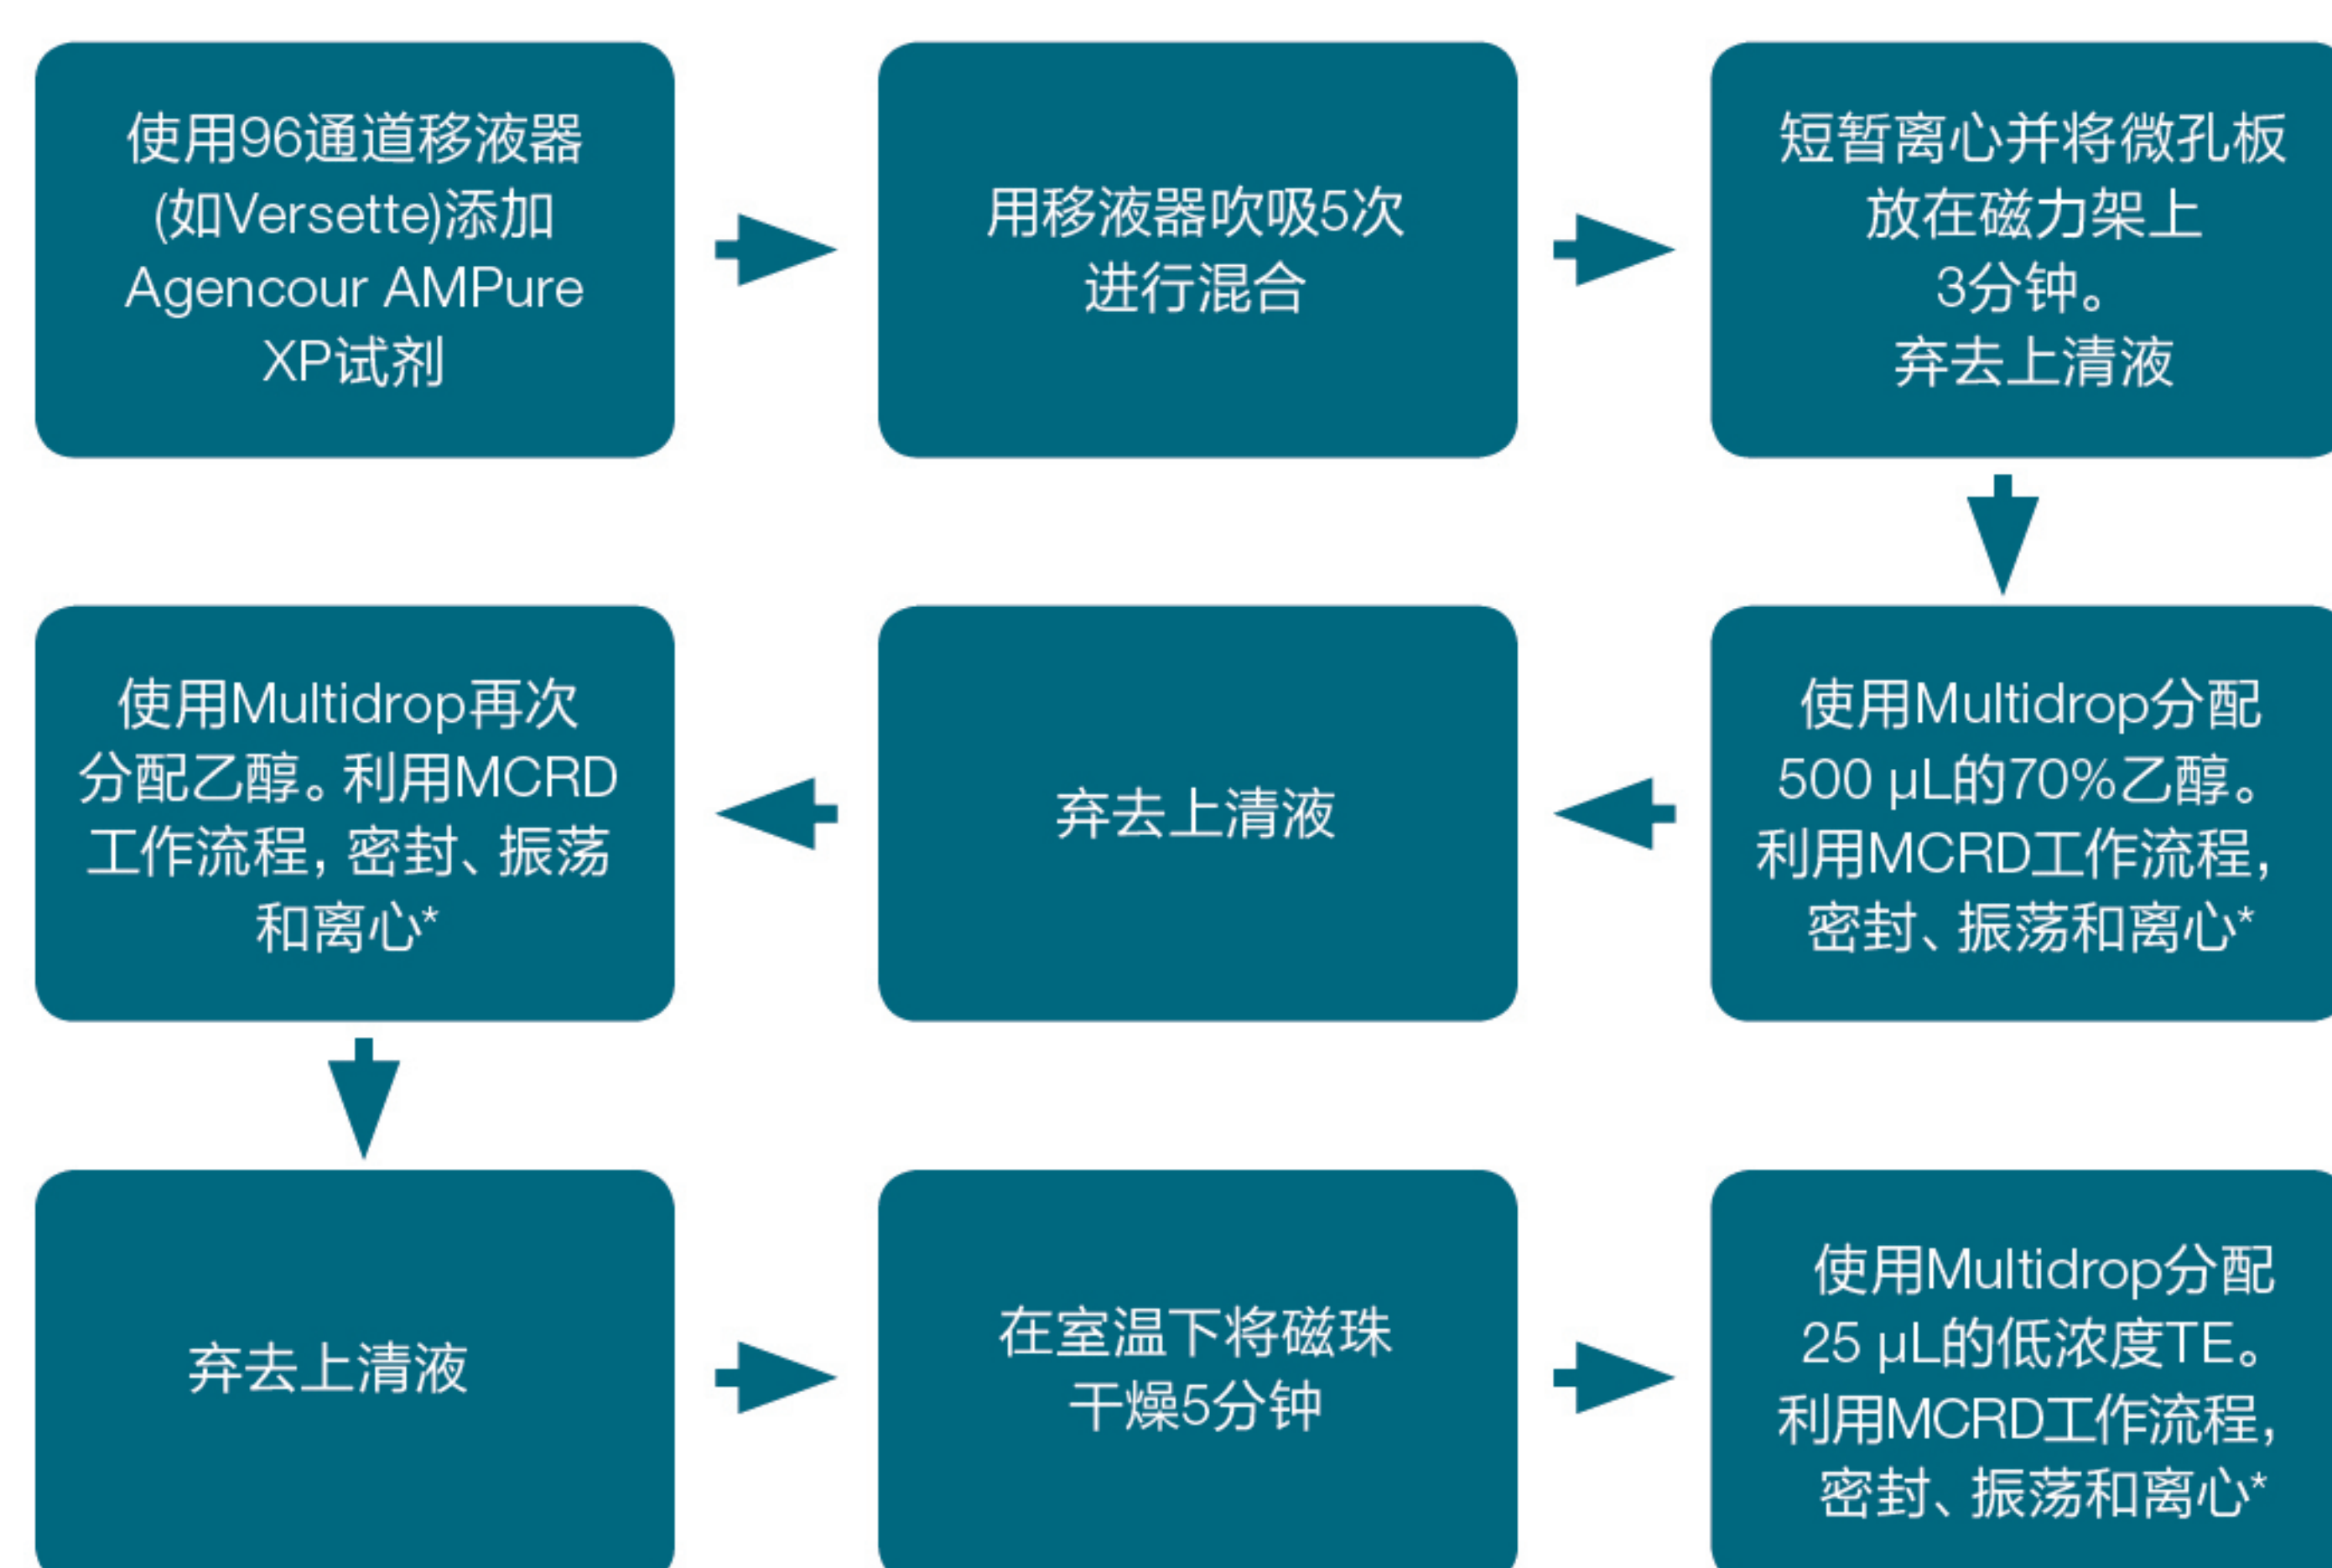 使用96通道移液器
(如Versette)添加
Agencour AMPure
XP试剂
用移液器吹吸5次
进行混合
短暂离心并将微孔板
放在磁力架上
3分钟。
弃去上清液
使用Multidrop分配
500 μL的70%乙醇。
利用MCRD工作流程，
密封、振荡和离心*
弃去上清液
使用Multidrop再次
分配乙醇。利用MCRD
工作流程，密封、振荡
和离心*
弃去上清液
在室温下将磁珠
干燥5分钟
使用Multidrop分配
25 μL的低浓度TE。
利用MCRD工作流程，
密封、振荡和离心*